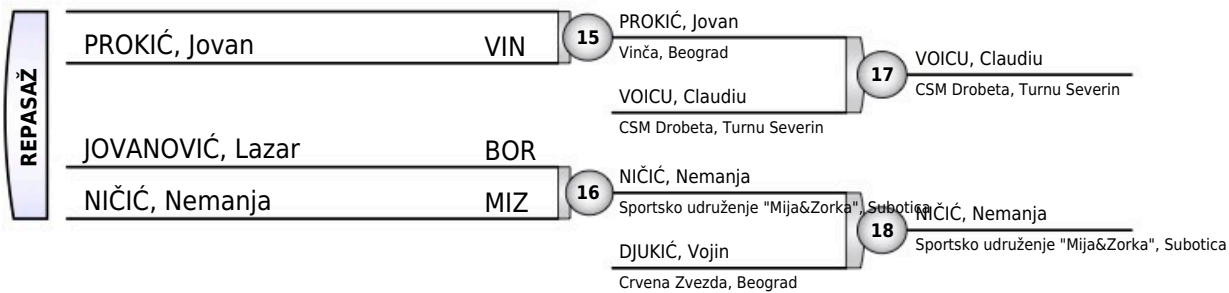 REPASAŽ
PROKIĆ, Jovan VIN
JOVANOVIĆ, Lazar BOR
NIČIĆ, Nemanja MIZ
15
PROKIĆ, Jovan
Vinča, Beograd
VOICU, Claudiu
CSM Drobeta, Turnu Severin
16
NIČIĆ, Nemanja
Sportsko udruženje "Mija&Zorka", Subotica
DJUKIĆ, Vojin
Crvena Zvezda, Beograd
17
VOICU, Claudiu
CSM Drobeta, Turnu Severin
18
NIČIĆ, Nemanja
Sportsko udruženje "Mija&Zorka", Subotica